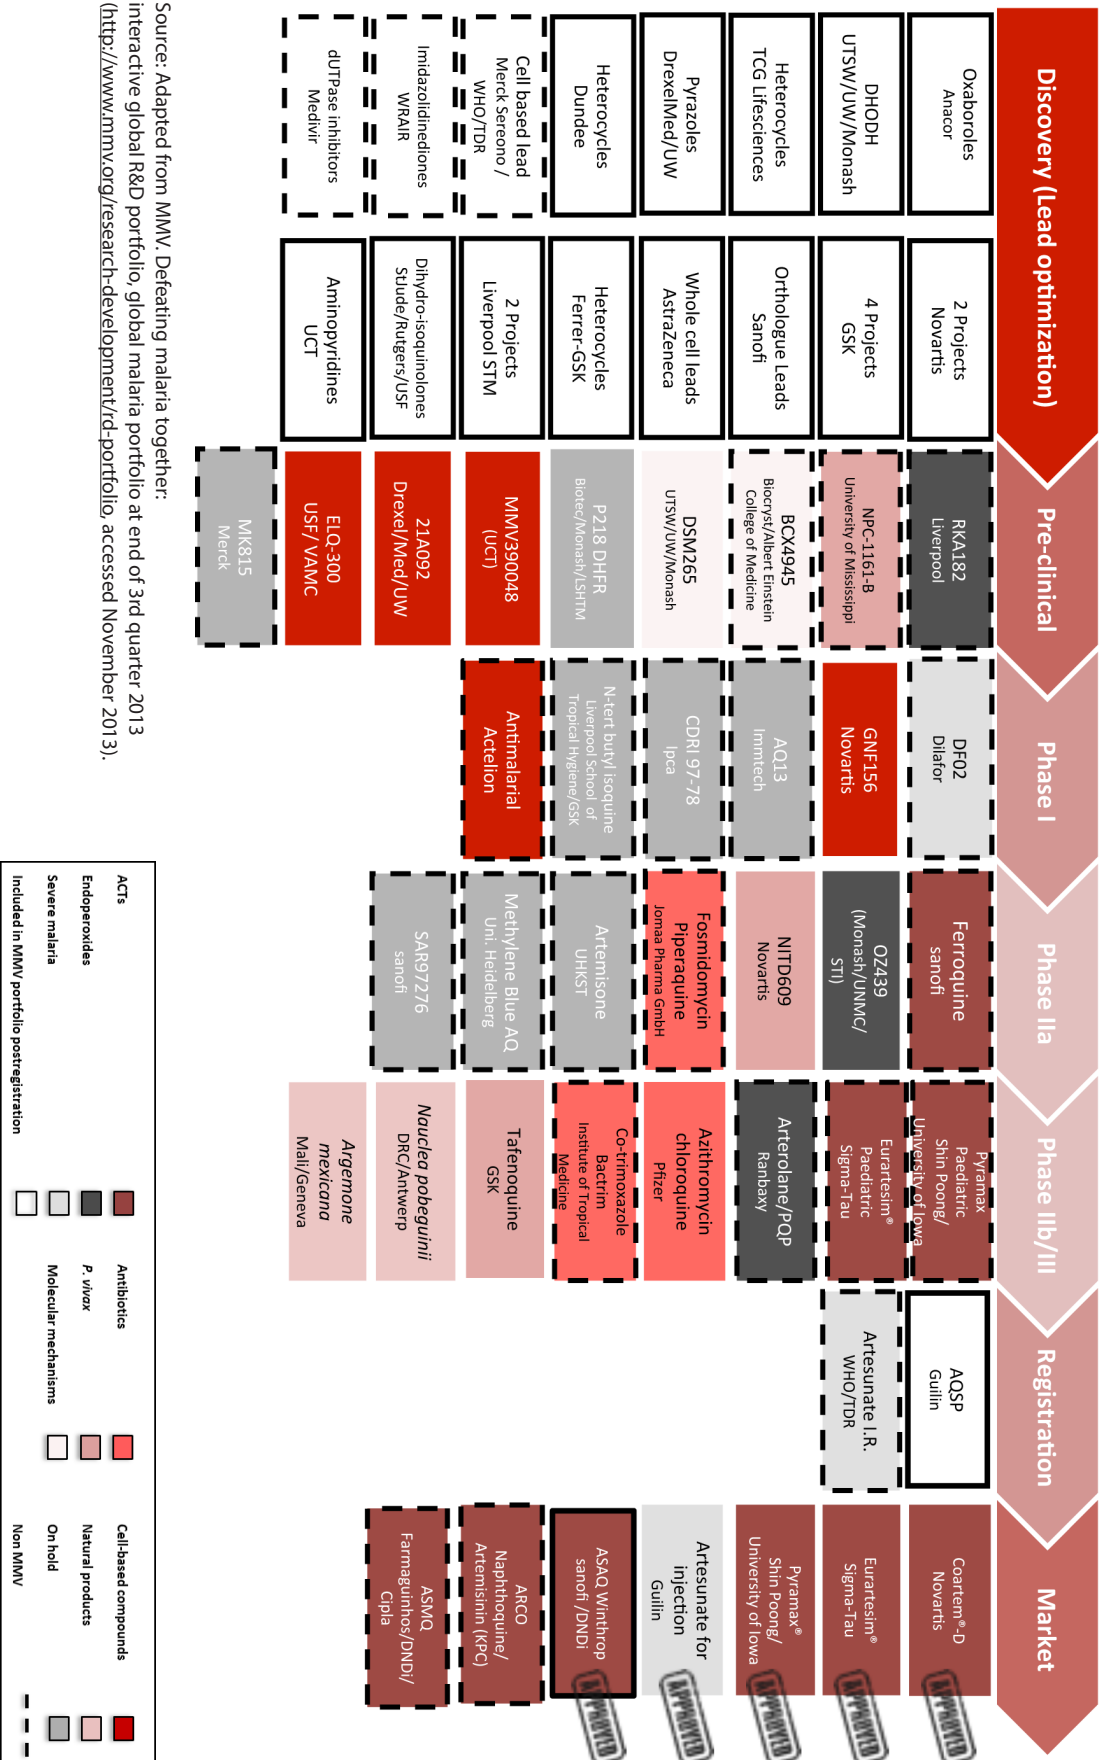 Discovery (Lead optimization)
Pre-clinical
Phase I
Phase IIa
Phase IIb/III
Registration
Market
Oxaboroles
Anacor
DHODH
UTSW/UW/Monash
Heterocycles
TCG Lifesciences
Pyrazoles
DrexelMed/UW
Heterocycles
Dundee
Cell based lead
Merck Serono /
WHO/TDR
Imidazolidinediones
WRAIR
dUTPase inhibitors
Medivir
2 Projects
Novartis
4 Projects
GSK
Orthologue Leads
Sanofi
Whole cell leads
AstraZeneca
Heterocycles
Ferrer-GSK
2 Projects
Liverpool STM
Dihydro-isoquinolones
StJude/Rutgers/USF
Aminopyridines
UCT
RKA182
Liverpool
NPC-1161-B
University of Mississippi
BCX4945
Biocryst/Albert Einstein
College of Medicine
DSM265
UTSW/UW/Monash
P218 DHFR
Biotec/Monash/LSHTM
MMV390048
(UCT)
21A092
Drexel/Med/UW
ELQ-300
USF/ VAMC
MK815
Merck
DF02
Dilafor
GNF156
Novartis
AQ13
Immtech
CDRI 97-78
Ipca
N-tert butyl isoquine
Liverpool School of
Tropical Hygiene/GSK
Antimalarial
Actelion
Ferroquine
sanofi
OZ439
(Monash/UNMC/
STI)
NITD609
Novartis
Fosmidomycin
Piperaquine
Jomaa Pharma GmbH
Artemisone
UHKST
Methylene Blue AQ
Uni. Heidelberg
SAR97276
sanofi
Pyramax
Paediatric
Shin Poong/
University of Iowa
Eurartesim®
Paediatric
Sigma-Tau
Arterolane/PQP
Ranbaxy
Azithromycin
chloroquine
Pfizer
Co-trimoxazole
Bactrim
Institute of Tropical
Medicine
Tafenoquine
GSK
Nauclea pobeguinii
DRC/Antwerp
Argemone
mexicana
Mali/Geneva
AQSP
Guilin
Artesunate I.R.
WHO/TDR
Coartem®-D
Novartis
APPROVED
Eurartesim®
Sigma-Tau
APPROVED
Pyramax®
Shin Poong/
University of Iowa
APPROVED
Artesunate for
injection
Guilin
APPROVED
ASAQ Winthrop
sanofi /DNDi
APPROVED
ARCO
Naphthoquine/
Artemisinin (KPC)
ASMQ
Farmaguinhos/DNDi/
Cipla
Source: Adapted from MMV. Defeating malaria together:
interactive global R&D portfolio, global malaria portfolio at end of 3rd quarter 2013
(http://www.mmv.org/research-development/rd-portfolio, accessed November 2013).
ACTs
Antibiotics
Cell-based compounds
Endoperoxides
P. vivax
Natural products
Severe malaria
Molecular mechanisms
On hold
Included in MMV portfolio postregistration
Non MMV